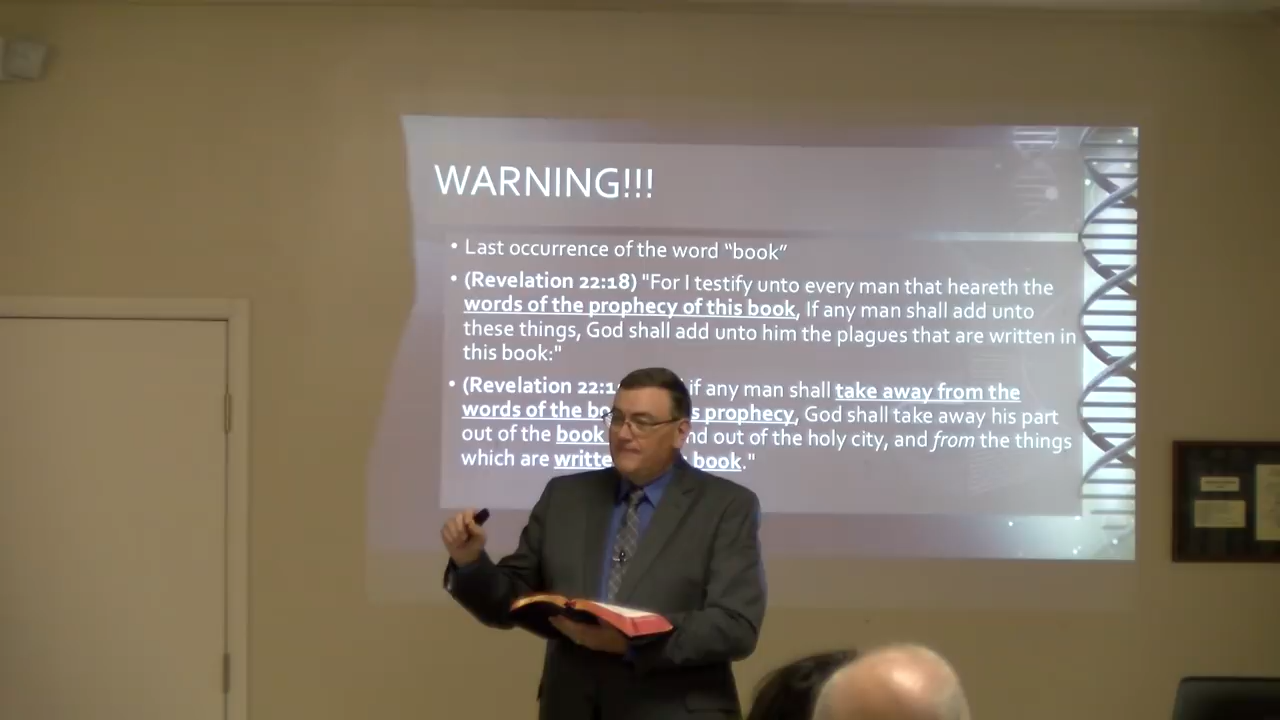 WARNING!!!
• Last occurrence of the word “book”
• (Revelation 22:18) "For I testify unto every man that heareth the
words of the prophecy of this book, If any man shall add unto
these things, God shall add unto him the plagues that are written in
this book:"
• (Revelation 22:1 if any man shall take away from the
words of the prophecy, God shall take away his part
out of the book out of the holy city, and from the things
which are book."